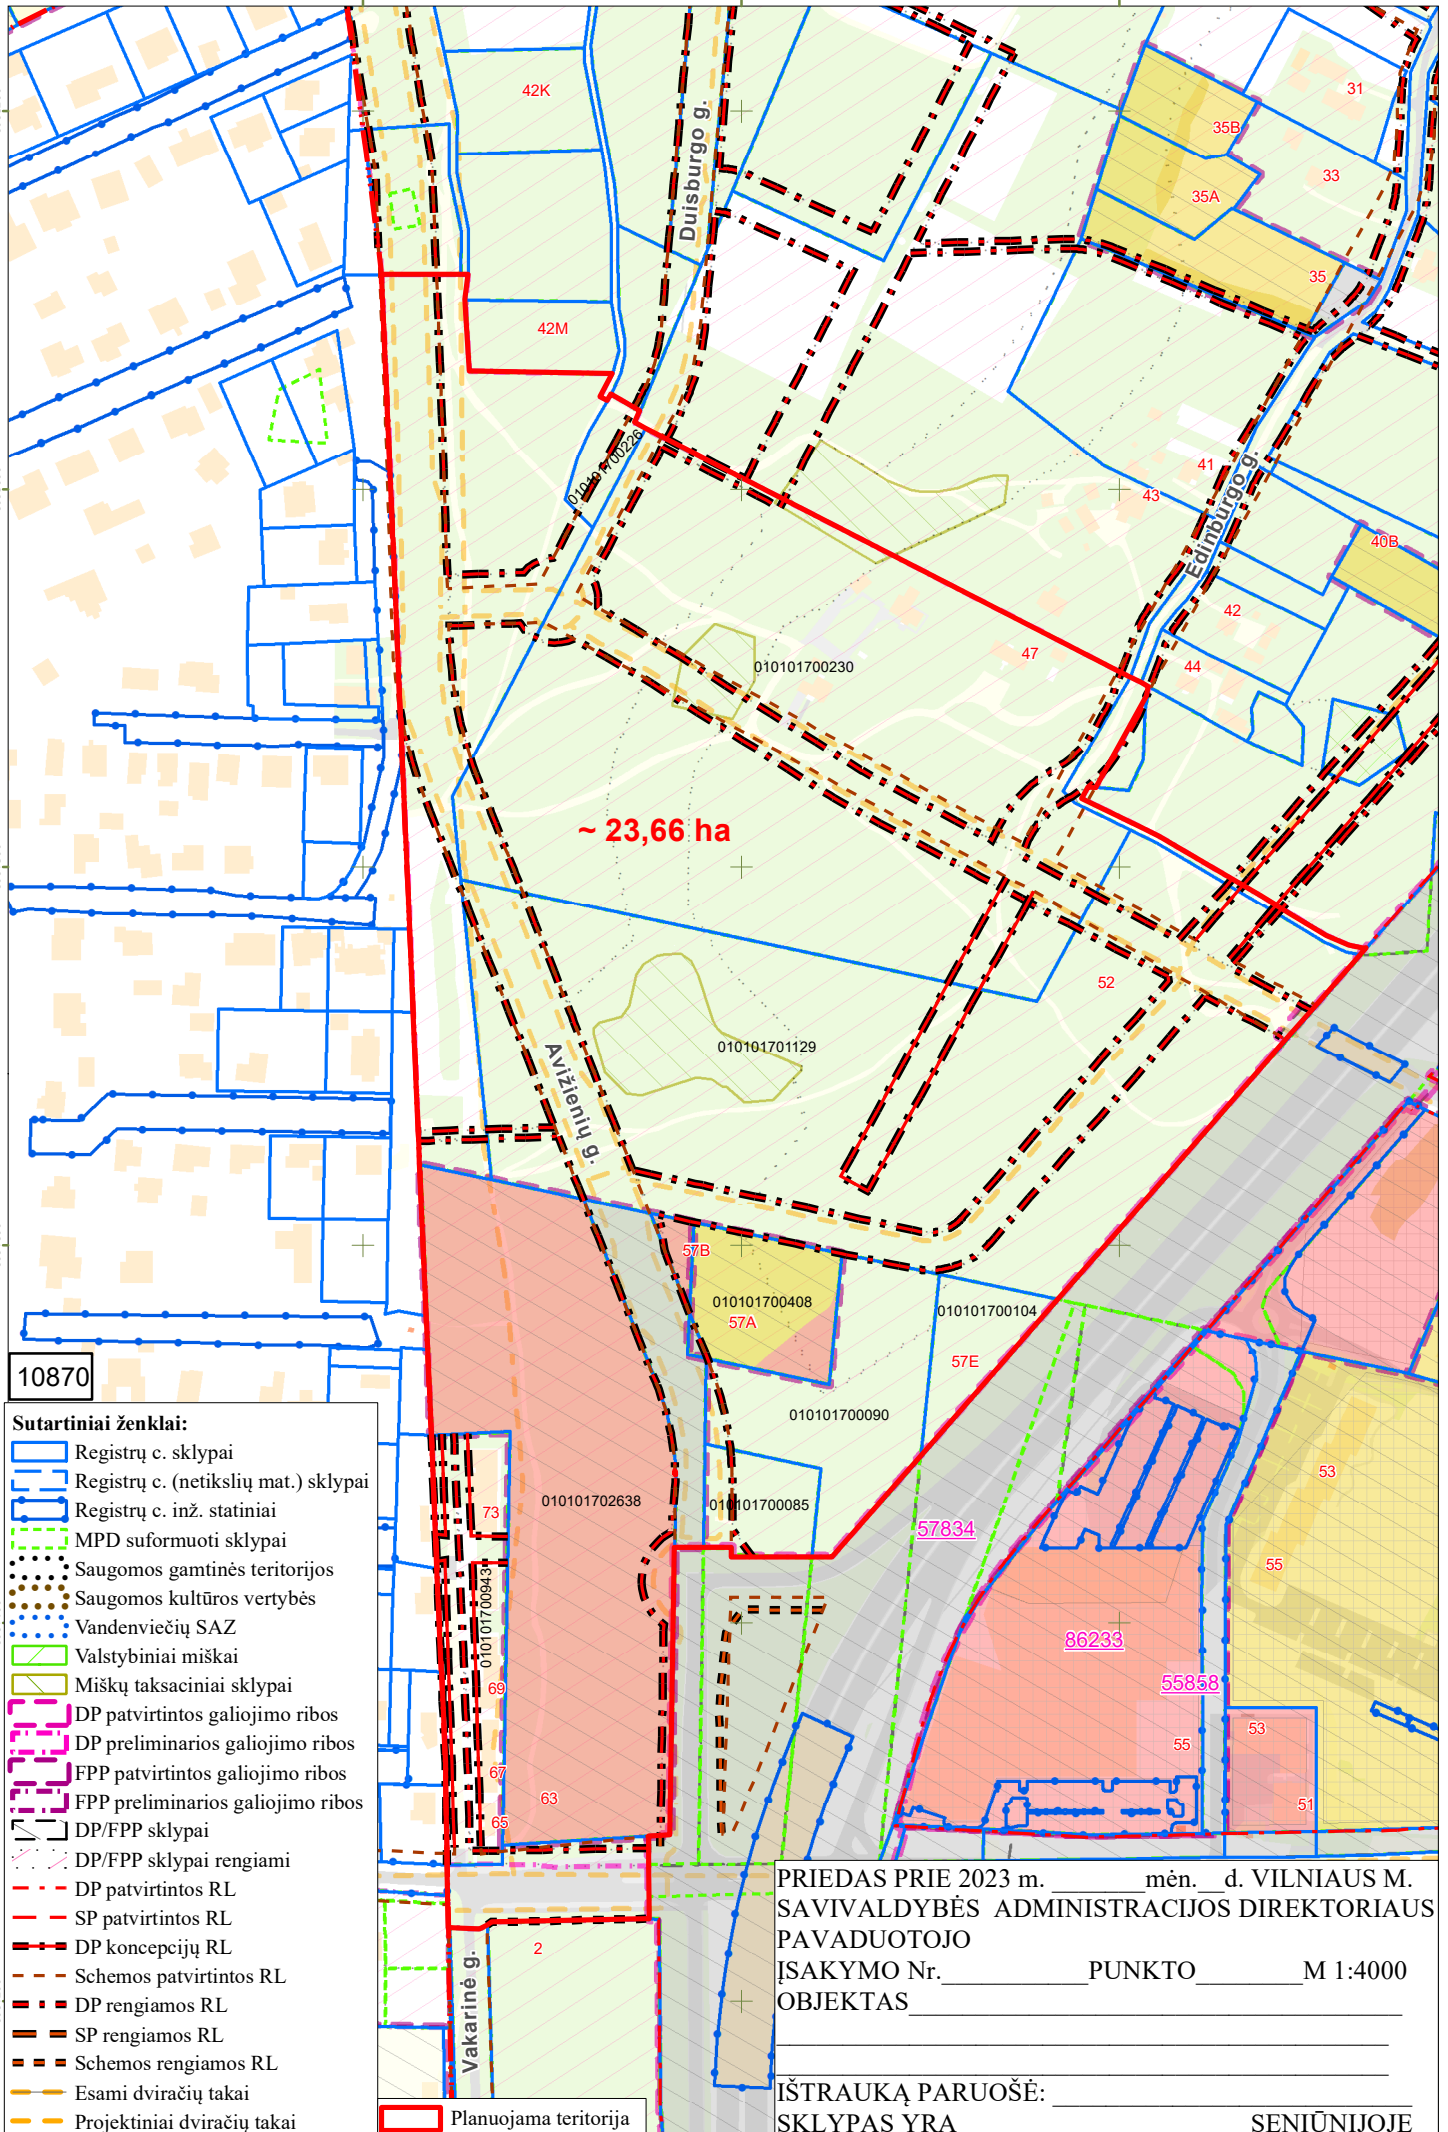 42K
Duisburgo g.
31
35B
33
35A
35
42M
010101700226
41
43
Edinburgo g.
40B
42
44
47
010101700230
~ 23,66 ha
52
010101701129
Avižienių g.
57B
010101700408
57A
010101700104
57E
010101700090
010101702638
010101700085
57834
53
55
73
010101700943
86233
55858
69
53
55
67
63
65
51
2
Vakarinė g.
10870
Sutartiniai ženklai:
Registrų c. sklypai
Registrų c. (netikslių mat.) sklypai
Registrų c. inž. statiniai
MPD suformuoti sklypai
Saugomos gamtinės teritorijos
Saugomos kultūros vertybės
Vandenviečių SAZ
Valstybiniai miškai
Miškų taksaciniai sklypai
DP patvirtintos galiojimo ribos
DP preliminarios galiojimo ribos
FPP patvirtintos galiojimo ribos
FPP preliminarios galiojimo ribos
DP/FPP sklypai
DP/FPP sklypai rengiami
DP patvirtintos RL
SP patvirtintos RL
DP koncepcijų RL
Schemos patvirtintos RL
DP rengiamos RL
SP rengiamos RL
Schemos rengiamos RL
Esami dviračių takai
Projektiniai dviračių takai
Planuojama teritorija
PRIEDAS PRIE 2023 m. ________mėn.__d. VILNIAUS M.
SAVIVALDYBĖS ADMINISTRACIJOS DIREKTORIAUS
PAVADUOTOJO
ĮSAKYMO Nr.____________PUNKTO_________M 1:4000
OBJEKTAS__________________________________________
IŠTRAUKĄ PARUOŠĖ: ______________________________
SKLYPAS YRA SENIŪNIJOJE